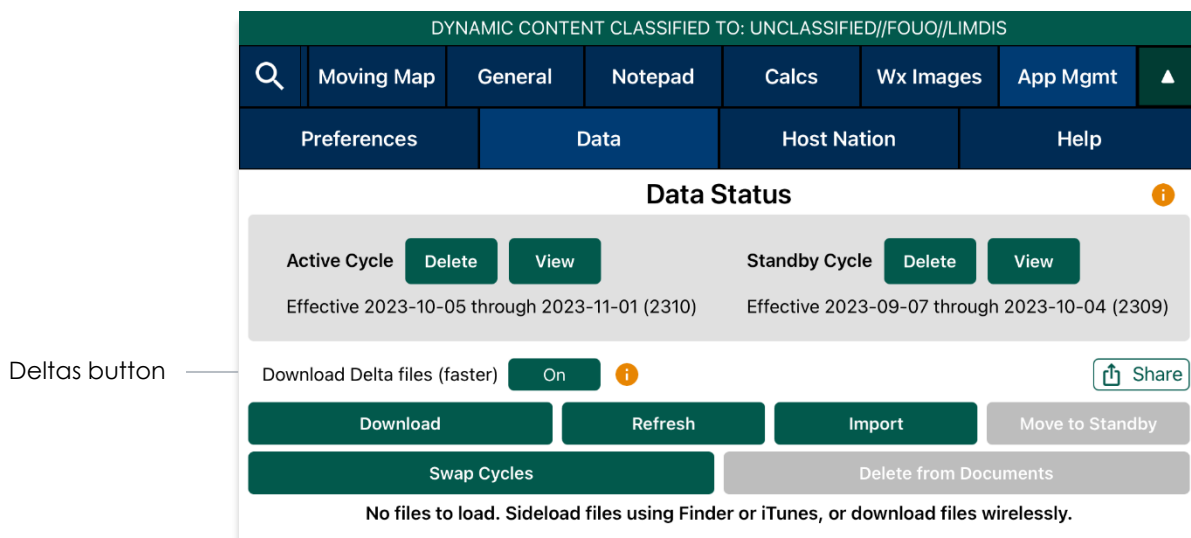 DYNAMIC CONTENT CLASSIFIED TO: UNCLASSIFIED//FOUO//LIMDIS
Moving Map General Notepad Calcs Wx Images App Mgmt ▲
Preferences Data Host Nation Help
Data Status
Active Cycle Delete View Standby Cycle Delete View
Effective 2023-10-05 through 2023-11-01 (2310) Effective 2023-09-07 through 2023-10-04 (2309)
Deltas button Download Delta files (faster) On Share
Download Refresh Import Move to Standby
Swap Cycles Delete from Documents
No files to load. Sideload files using Finder or iTunes, or download files wirelessly.